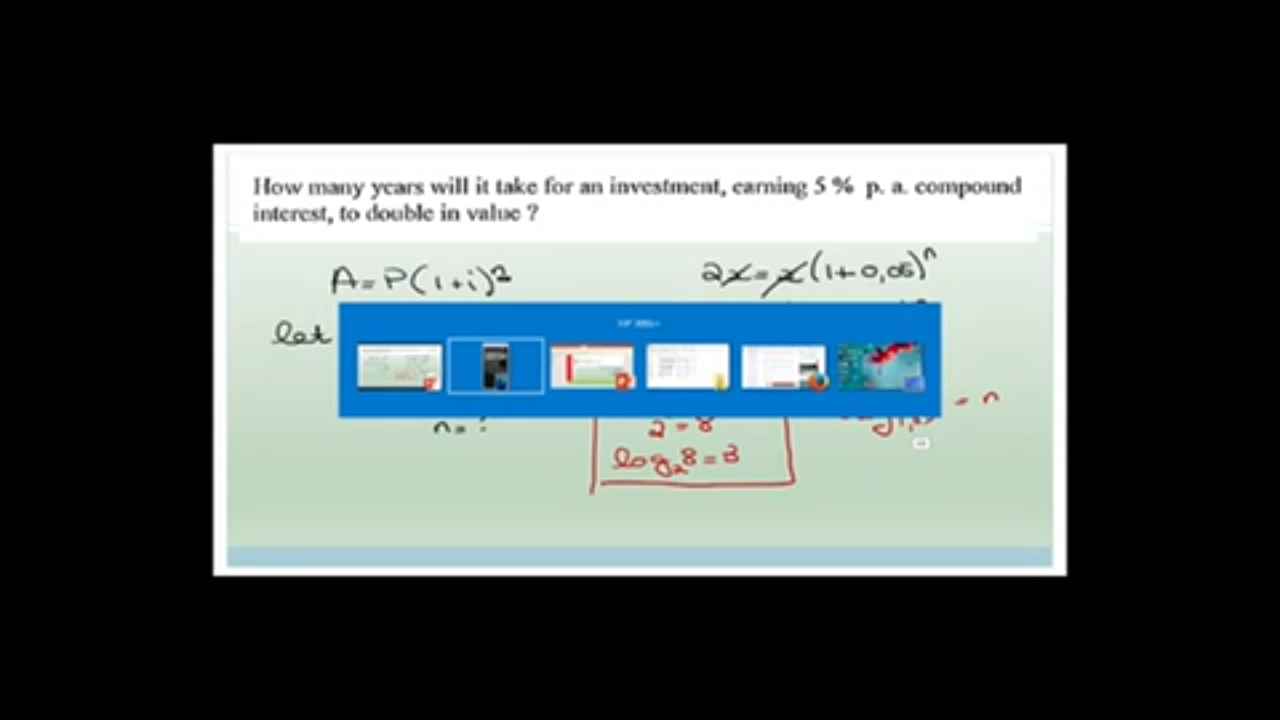 How many years will it take for an investment, earning 5 % p. a. compound
interest, to double in value ?
A = P(1+i)ⁿ
2x = x(1+0,05)ⁿ
let
= n
n = ?
2 = 8
log₂8 = 3